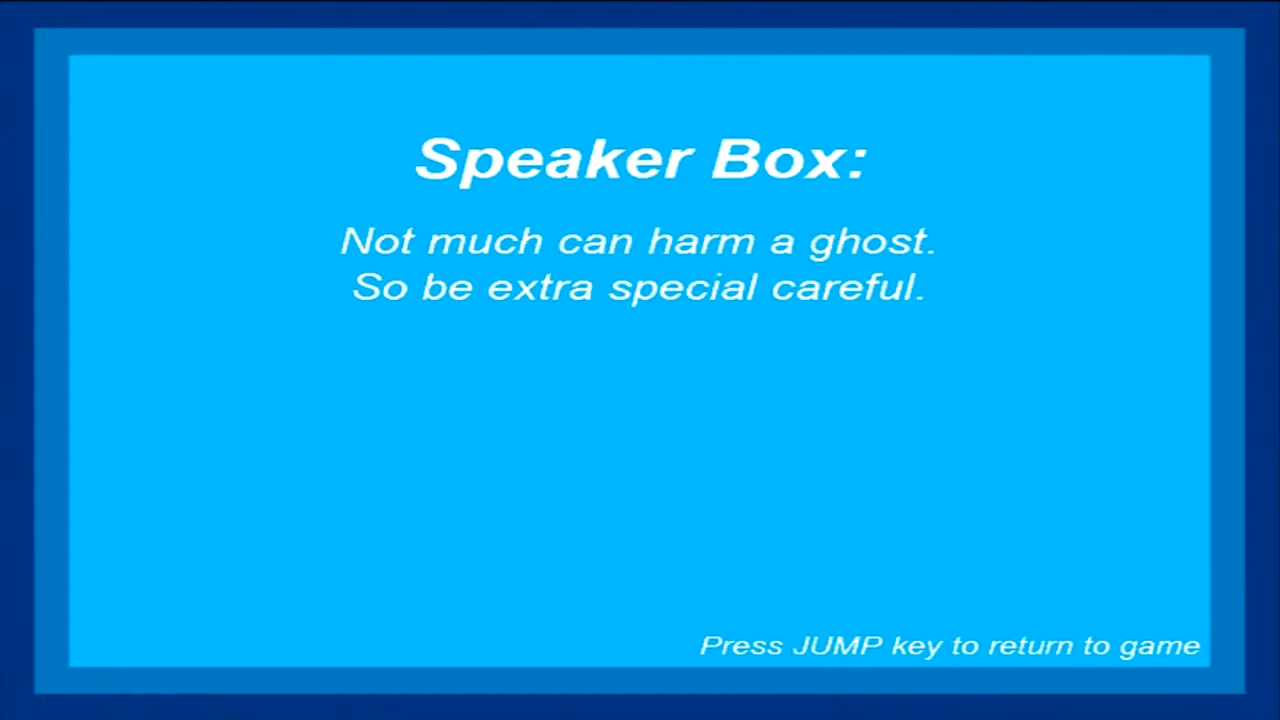 Speaker Box:
Not much can harm a ghost.
So be extra special careful.
Press JUMP key to return to game